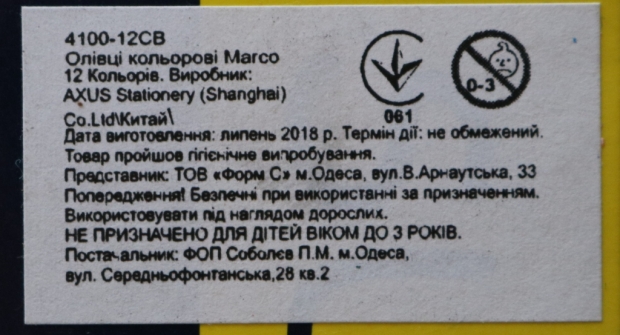 4100-12CB
Олівці кольорові Marco
12 Кольорів. Виробник:
AXUS Stationery (Shanghai)
Co.Ltd\Китай\
061
0-3
Дата виготовлення: липень 2018 р. Термін дії: не обмежений.
Товар пройшов гігієнічне випробування.
Представник: ТОВ «Форм С» м.Одеса, вул.В.Арнаутська, 33
Попередження! Безпечні при використанні за призначенням.
Використовувати під наглядом дорослих.
НЕ ПРИЗНАЧЕНО ДЛЯ ДІТЕЙ ВІКОМ ДО 3 РОКІВ.
Постачальник: ФОП Соболєв П.М. м.Одеса,
вул. Середньофонтанська,28 кв.2